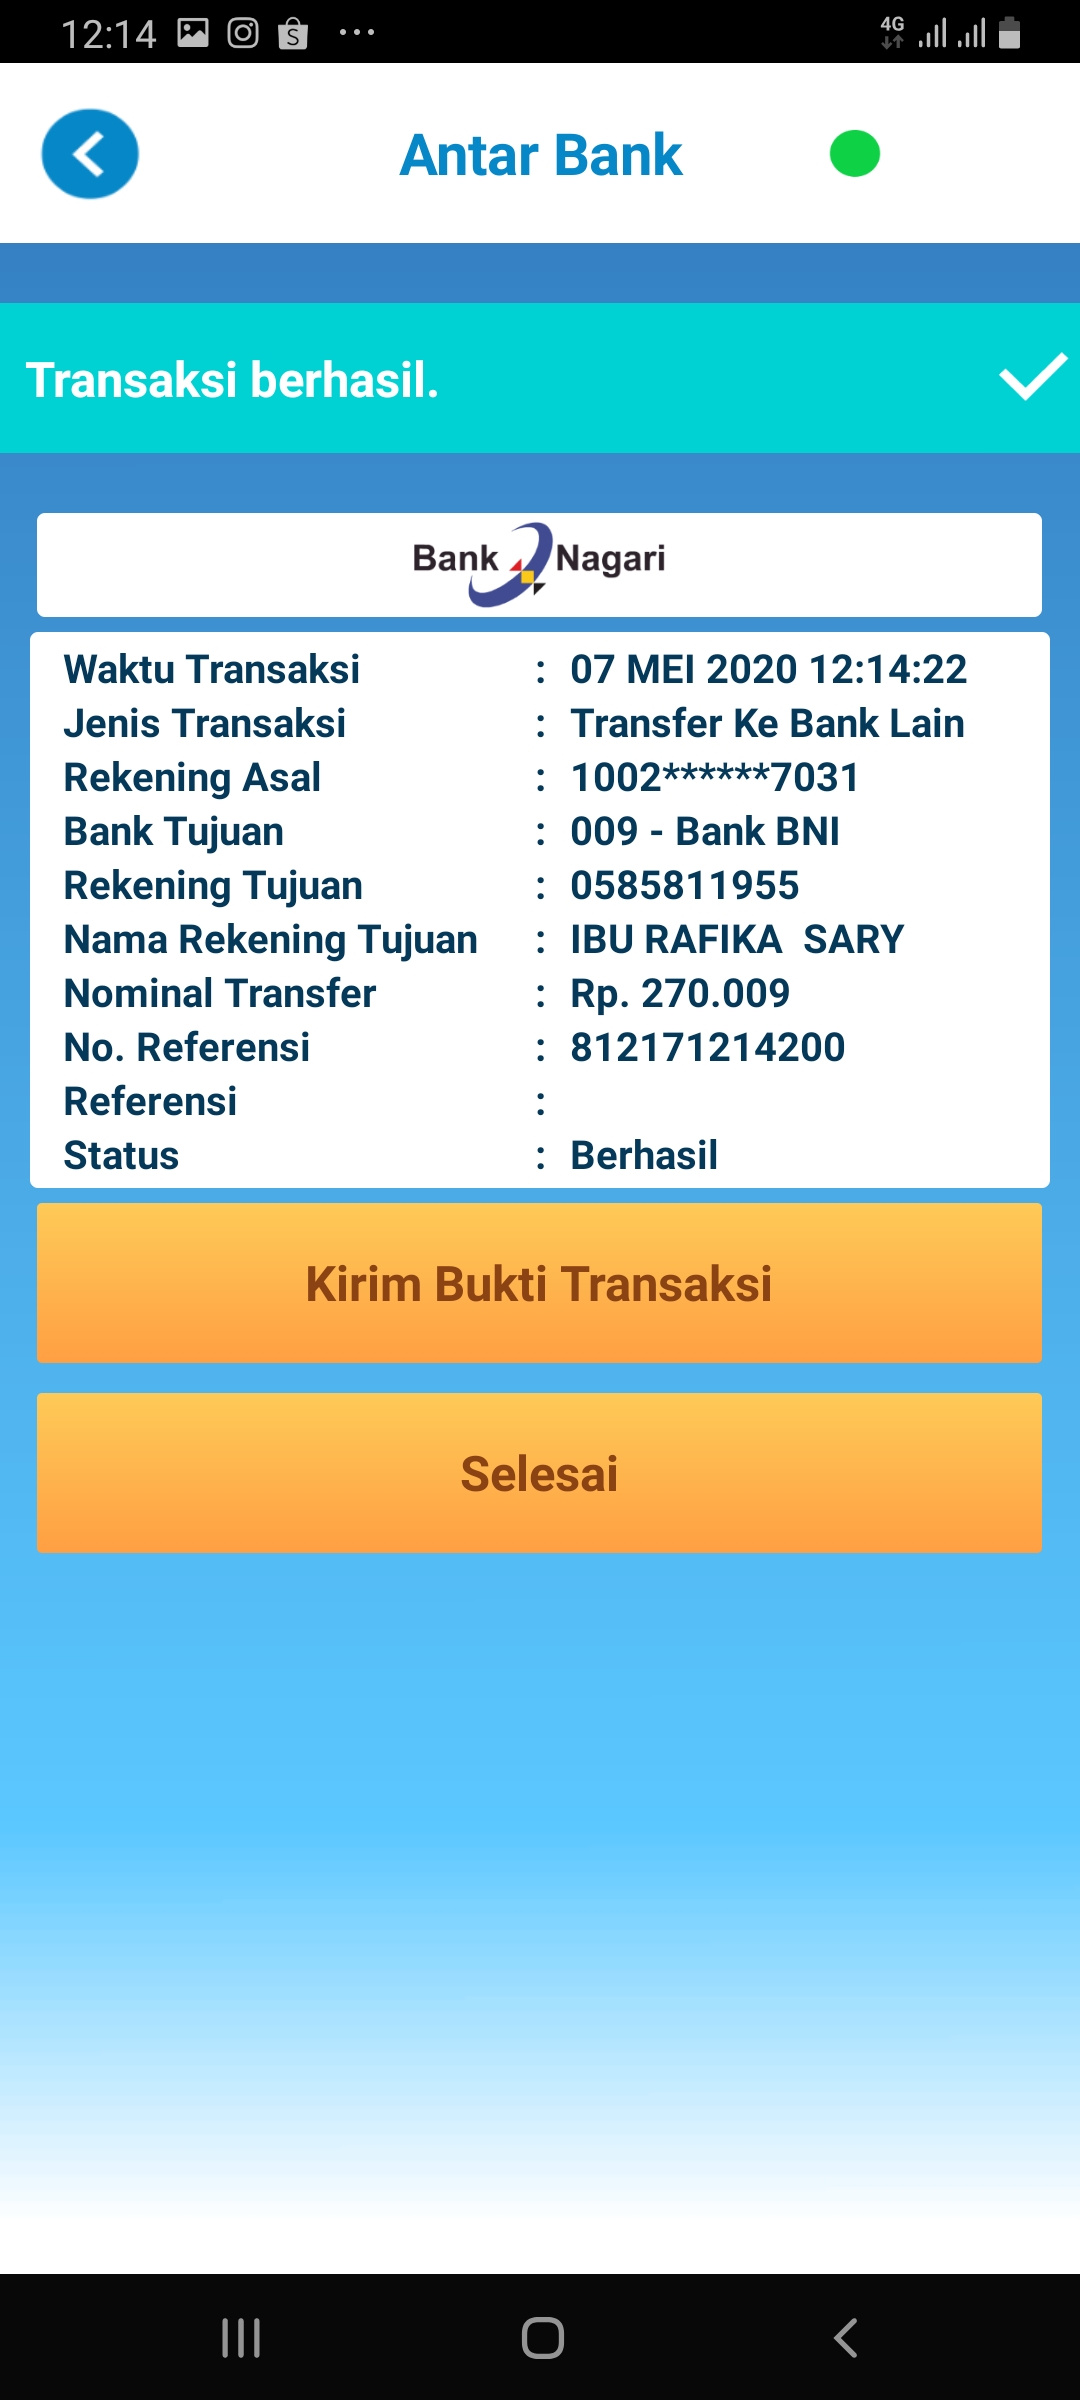 12:14 4G
Antar Bank
Transaksi berhasil.
Bank Nagari
Waktu Transaksi : 07 MEI 2020 12:14:22
Jenis Transaksi : Transfer Ke Bank Lain
Rekening Asal : 1002******7031
Bank Tujuan : 009 - Bank BNI
Rekening Tujuan : 0585811955
Nama Rekening Tujuan : IBU RAFIKA  SARY
Nominal Transfer : Rp. 270.009
No. Referensi : 812171214200
Referensi :
Status : Berhasil
Kirim Bukti Transaksi
Selesai